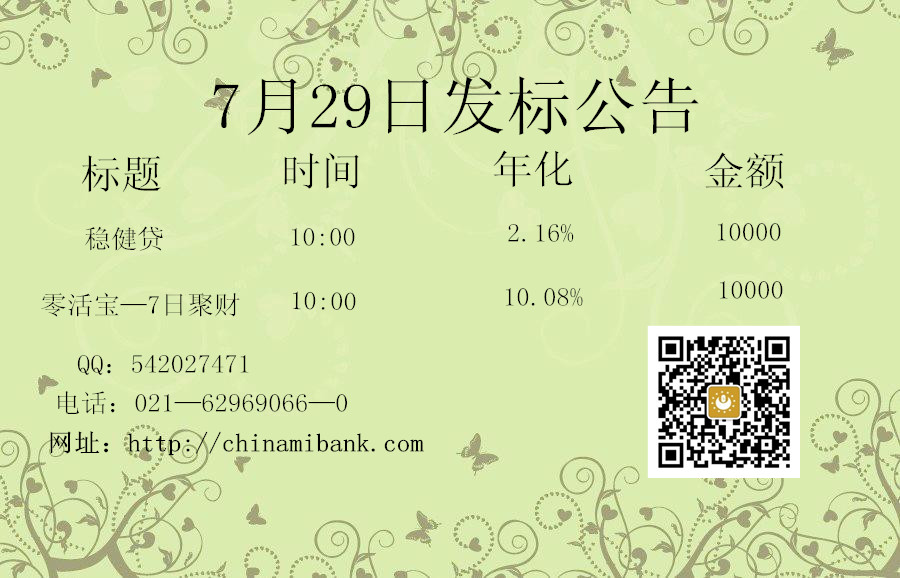 7月29日发标公告
标题 时间 年化 金额
稳健贷 10:00 2.16% 10000
零活宝—7日聚财 10:00 10.08% 10000
QQ：542027471
电话：021—62969066—0
网址：http://chinamibank.com